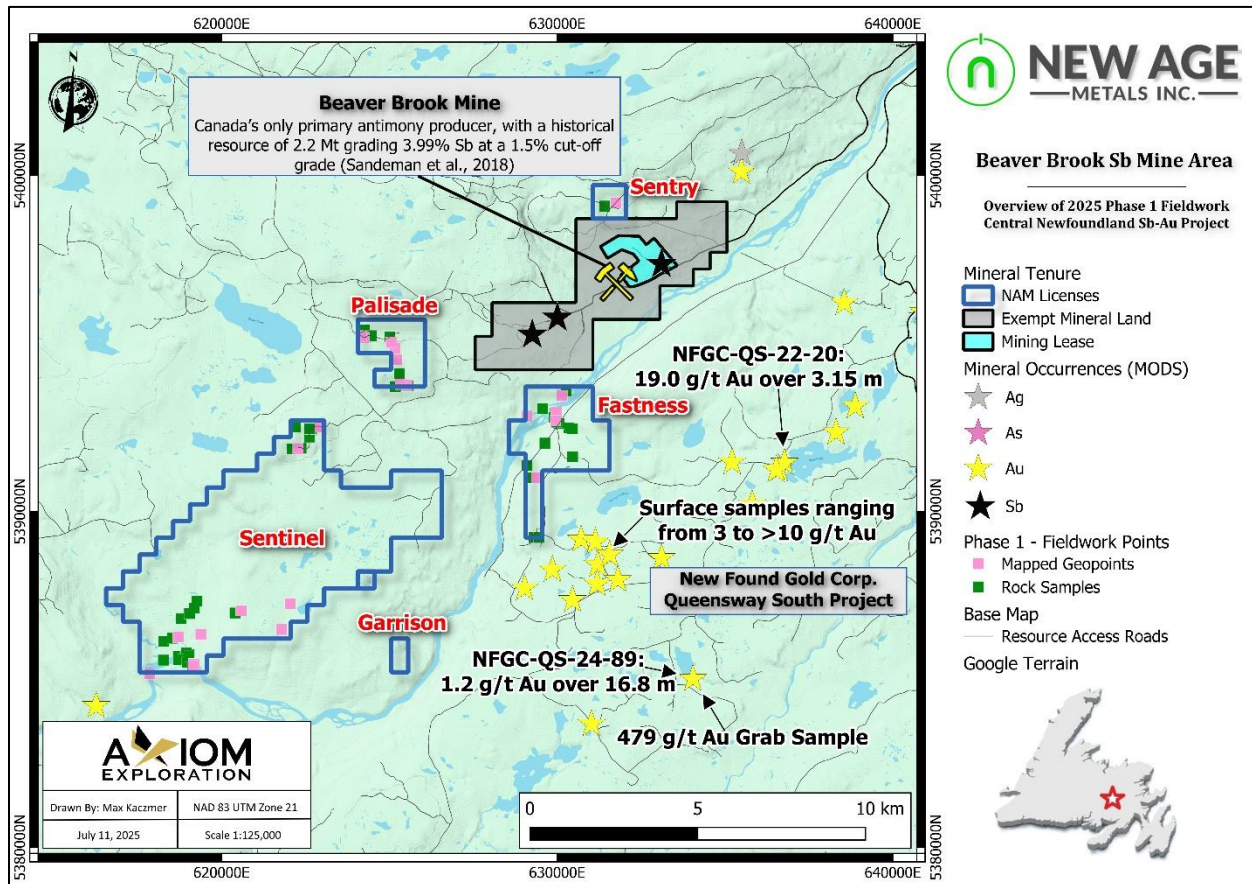 620000E
630000E
640000E
5400000N
5390000N
5380000N
5400000N
5390000N
5380000N
620000E
630000E
640000E
N
Beaver Brook Mine
Canada's only primary antimony producer, with a historical
resource of 2.2 Mt grading 3.99% Sb at a 1.5% cut-off
grade (Sandeman et al., 2018)
Sentry
Palisade
NFGC-QS-22-20:
19.0 g/t Au over 3.15 m
Fastness
Surface samples ranging
from 3 to >10 g/t Au
Sentinel
New Found Gold Corp.
Queensway South Project
Garrison
NFGC-QS-24-89:
1.2 g/t Au over 16.8 m
479 g/t Au Grab Sample
AXIOM
EXPLORATION
Drawn By: Max Kaczmer
NAD 83 UTM Zone 21
July 11, 2025
Scale 1:125,000
0 5 10 km
NEW AGE
METALS INC.
Beaver Brook Sb Mine Area
Overview of 2025 Phase 1 Fieldwork
Central Newfoundland Sb-Au Project
Mineral Tenure
NAM Licenses
Exempt Mineral Land
Mining Lease
Mineral Occurrences (MODS)
Ag
As
Au
Sb
Phase 1 - Fieldwork Points
Mapped Geopoints
Rock Samples
Base Map
Resource Access Roads
Google Terrain